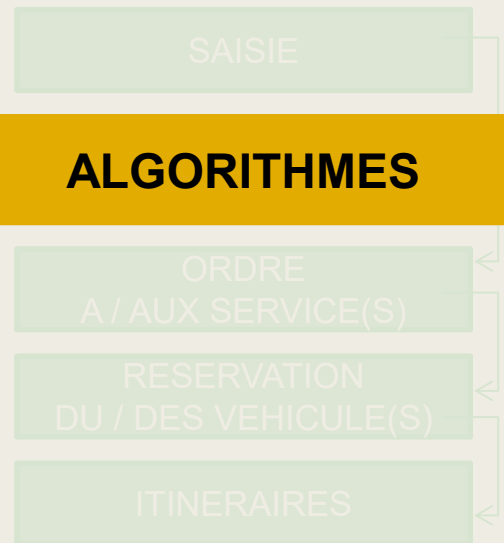 SAISIE
ALGORITHMES
ORDRE
A / AUX SERVICE(S)
RESERVATION
DU / DES VEHICULE(S)
ITINERAIRES